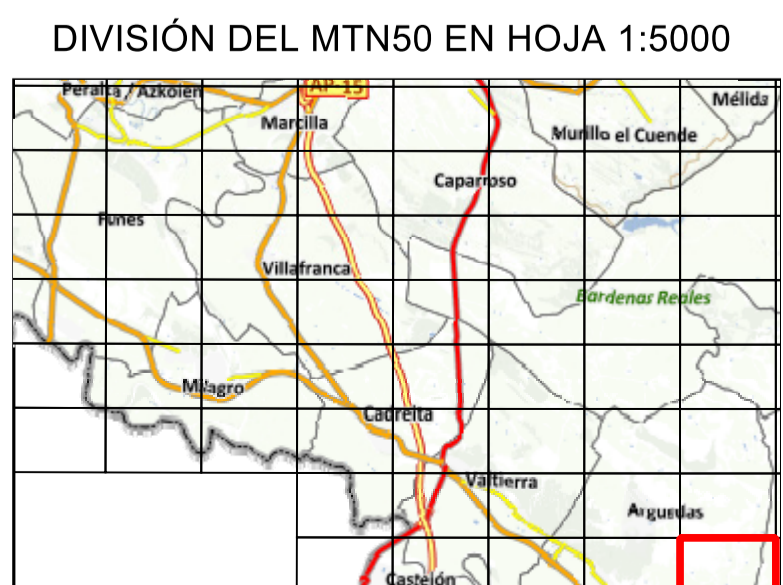 DIVISIÓN DEL MTN50 EN HOJA 1:5000
AP-15
Peralta / Azkoien
Mélida
Marcilla
Murillo el Cuende
Caparroso
Funes
Villafranca
Bardenas Reales
Milagro
Cadreita
Valtierra
Arguedas
Castejón